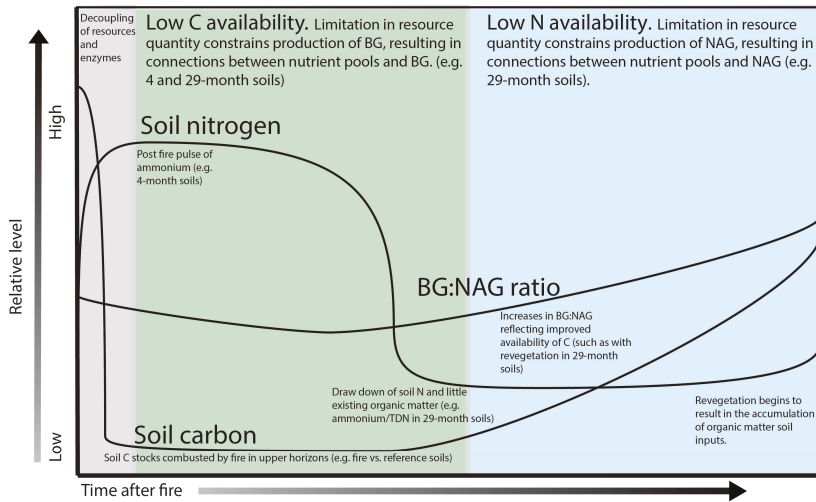 Decoupling
of resources
and
enzymes
Low C availability. Limitation in resource
quantity constrains production of BG, resulting in
connections between nutrient pools and BG. (e.g.
4 and 29-month soils)
Low N availability. Limitation in resource
quantity constrains production of NAG, resulting in
connections between nutrient pools and NAG (e.g.
29-month soils).
High
Relative level
Low
Soil nitrogen
Post fire pulse of
ammonium (e.g.
4-month soils)
BG:NAG ratio
Increases in BG:NAG
reflecting improved
availability of C (such as with
revegetation in 29-month
soils)
Draw down of soil N and little
existing organic matter (e.g.
ammonium/TDN in 29-month soils)
Revegetation begins to
result in the accumulation
of organic matter soil
inputs.
Soil carbon
Soil C stocks combusted by fire in upper horizons (e.g. fire vs. reference soils)
Time after fire